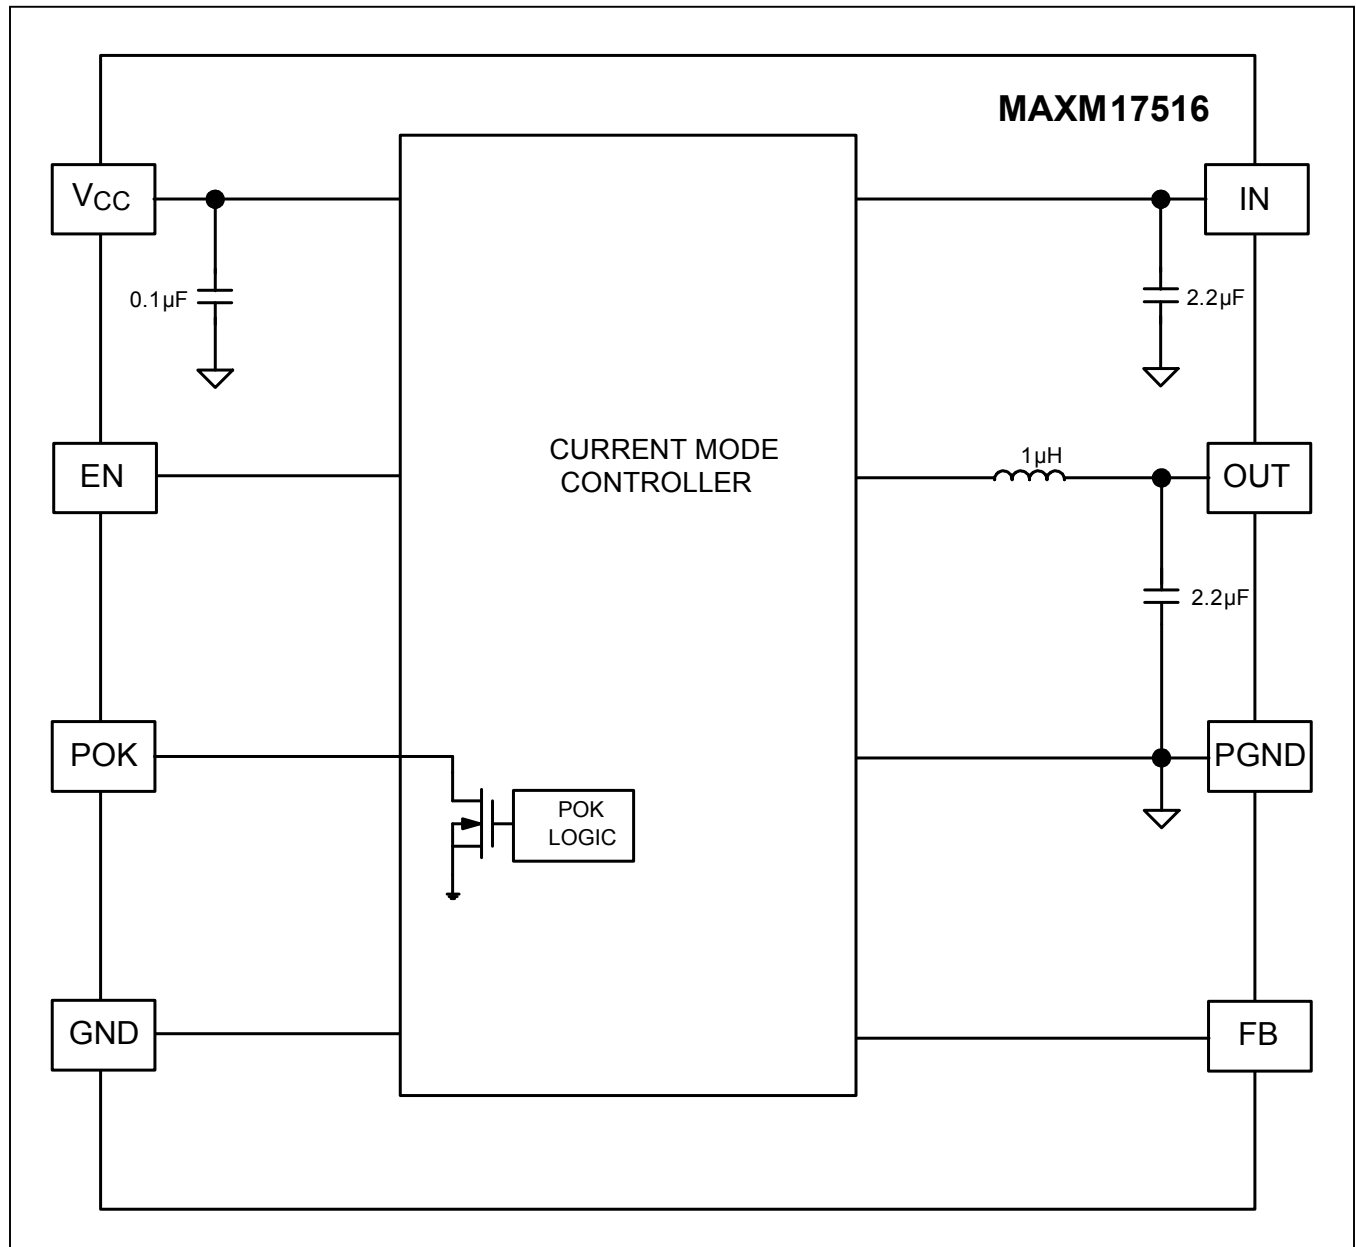 MAXM17516
VCC
IN
0.1µF
2.2µF
CURRENT MODE
CONTROLLER
EN
1µH
OUT
2.2µF
POK
PGND
POK
LOGIC
GND
FB